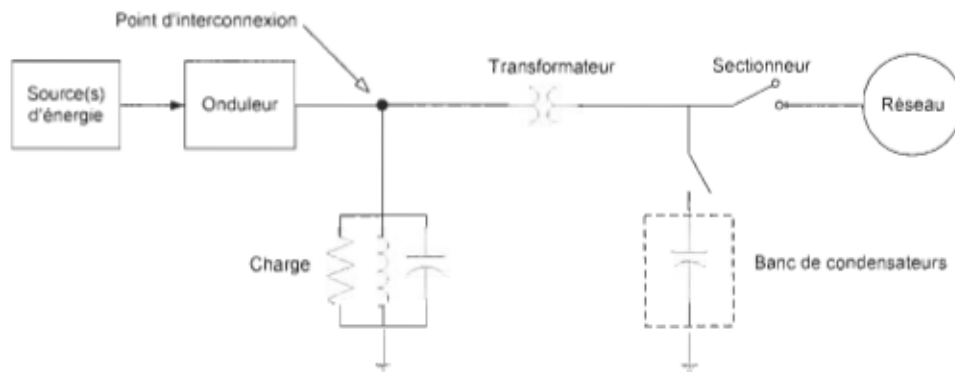 Point d'interconnexion
Transformateur
Sectionneur
Source(s)
d'énergie
Onduleur
Réseau
Charge
Banc de condensateurs